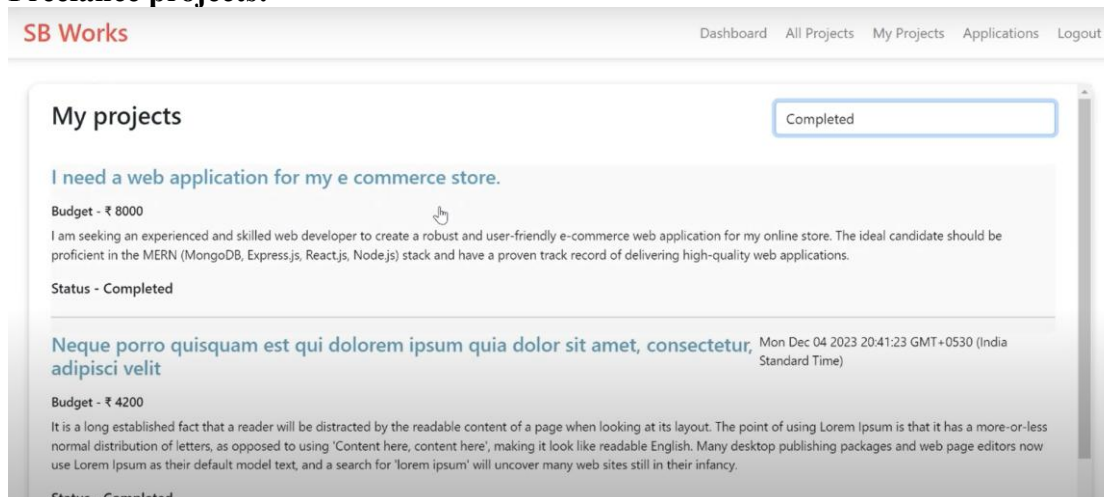 Freelance projects:
SB Works
Dashboard All Projects My Projects Applications Logout
My projects
Completed
I need a web application for my e commerce store.
Budget - ₹ 8000
I am seeking an experienced and skilled web developer to create a robust and user-friendly e-commerce web application for my online store. The ideal candidate should be
proficient in the MERN (MongoDB, Express.js, React.js, Node.js) stack and have a proven track record of delivering high-quality web applications.
Status - Completed
Neque porro quisquam est qui dolorem ipsum quia dolor sit amet, consectetur,
adipisci velit
Mon Dec 04 2023 20:41:23 GMT+0530 (India
Standard Time)
Budget - ₹ 4200
It is a long established fact that a reader will be distracted by the readable content of a page when looking at its layout. The point of using Lorem Ipsum is that it has a more-or-less
normal distribution of letters, as opposed to using 'Content here, content here', making it look like readable English. Many desktop publishing packages and web page editors now
use Lorem Ipsum as their default model text, and a search for 'lorem ipsum' will uncover many web sites still in their infancy.
Status - Completed